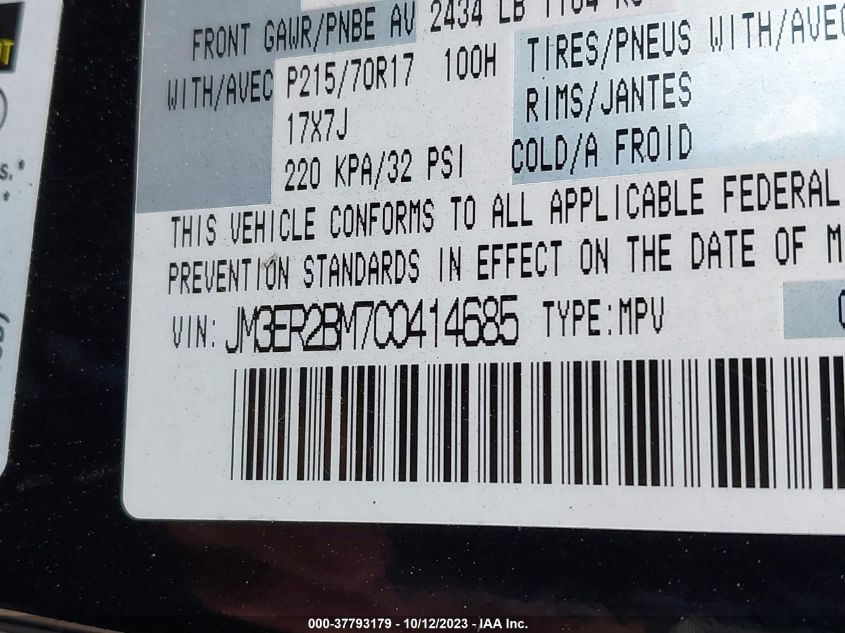 FRONT GAWR/PNBE AV 2434 LB 1104 KG
WITH/AVEC P215/70R17 100H TIRES/PNEUS WITH/AVEC
17X7J RIMS/JANTES
220 KPA/32 PSI COLD/A FROID
THIS VEHICLE CONFORMS TO ALL APPLICABLE FEDERAL
PREVENTION STANDARDS IN EFFECT ON THE DATE OF M
VIN: JM3ER2BM7C0414685 TYPE:MPV
000-37793179 - 10/12/2023 - IAA Inc.